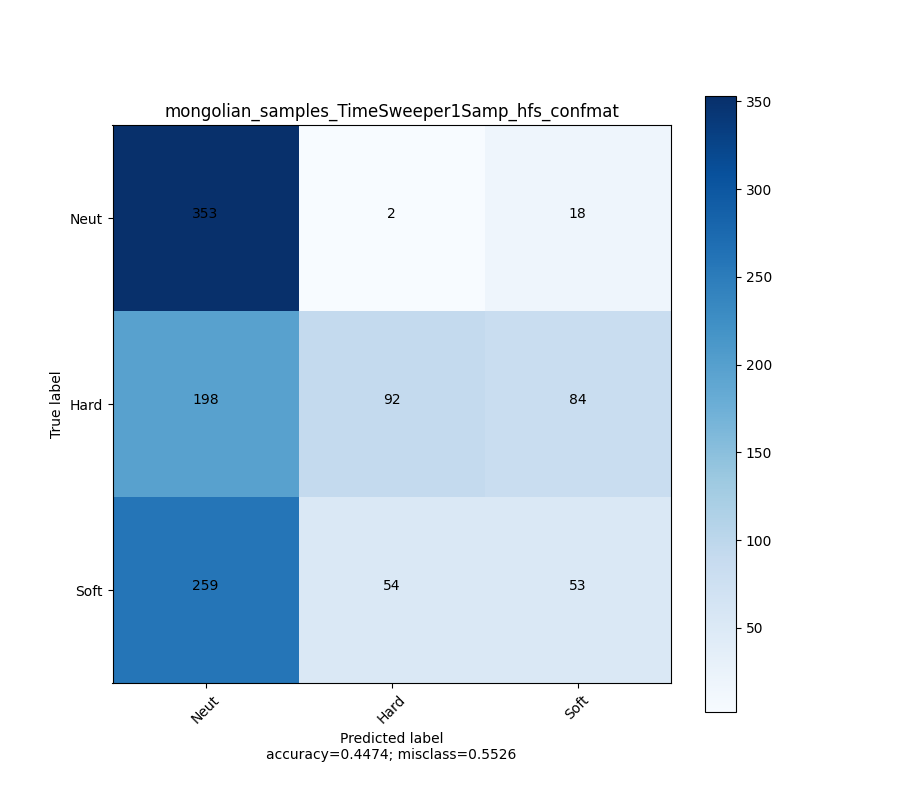 mongolian_samples_TimeSweeper1Samp_hfs_confmat
350
300
250
200
150
100
50
True label
Neut 353 2 18
Hard 198 92 84
Soft 259 54 53
Neut Hard Soft
Predicted label
accuracy=0.4474; misclass=0.5526